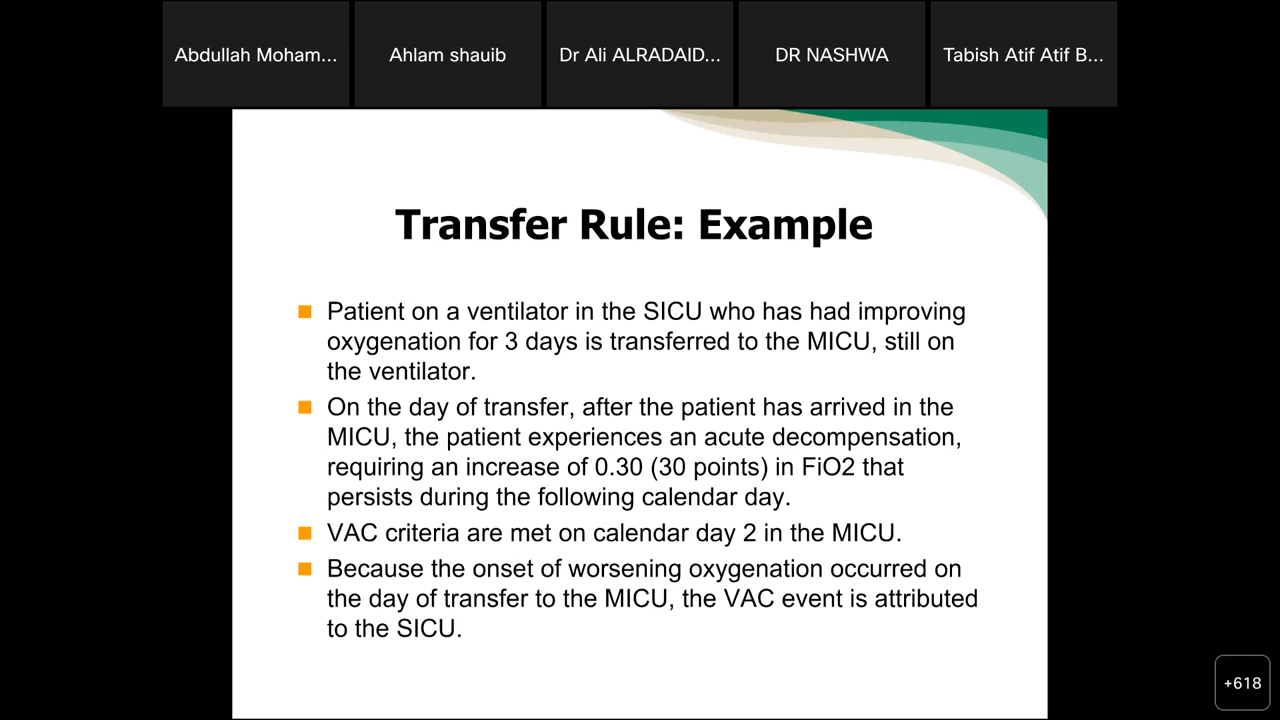 Abdullah Moham...
Ahlam shauib
Dr Ali ALRADAID...
DR NASHWA
Tabish Atif Atif B...
Transfer Rule: Example
Patient on a ventilator in the SICU who has had improving
oxygenation for 3 days is transferred to the MICU, still on
the ventilator.
On the day of transfer, after the patient has arrived in the
MICU, the patient experiences an acute decompensation,
requiring an increase of 0.30 (30 points) in FiO2 that
persists during the following calendar day.
VAC criteria are met on calendar day 2 in the MICU.
Because the onset of worsening oxygenation occurred on
the day of transfer to the MICU, the VAC event is attributed
to the SICU.
+618